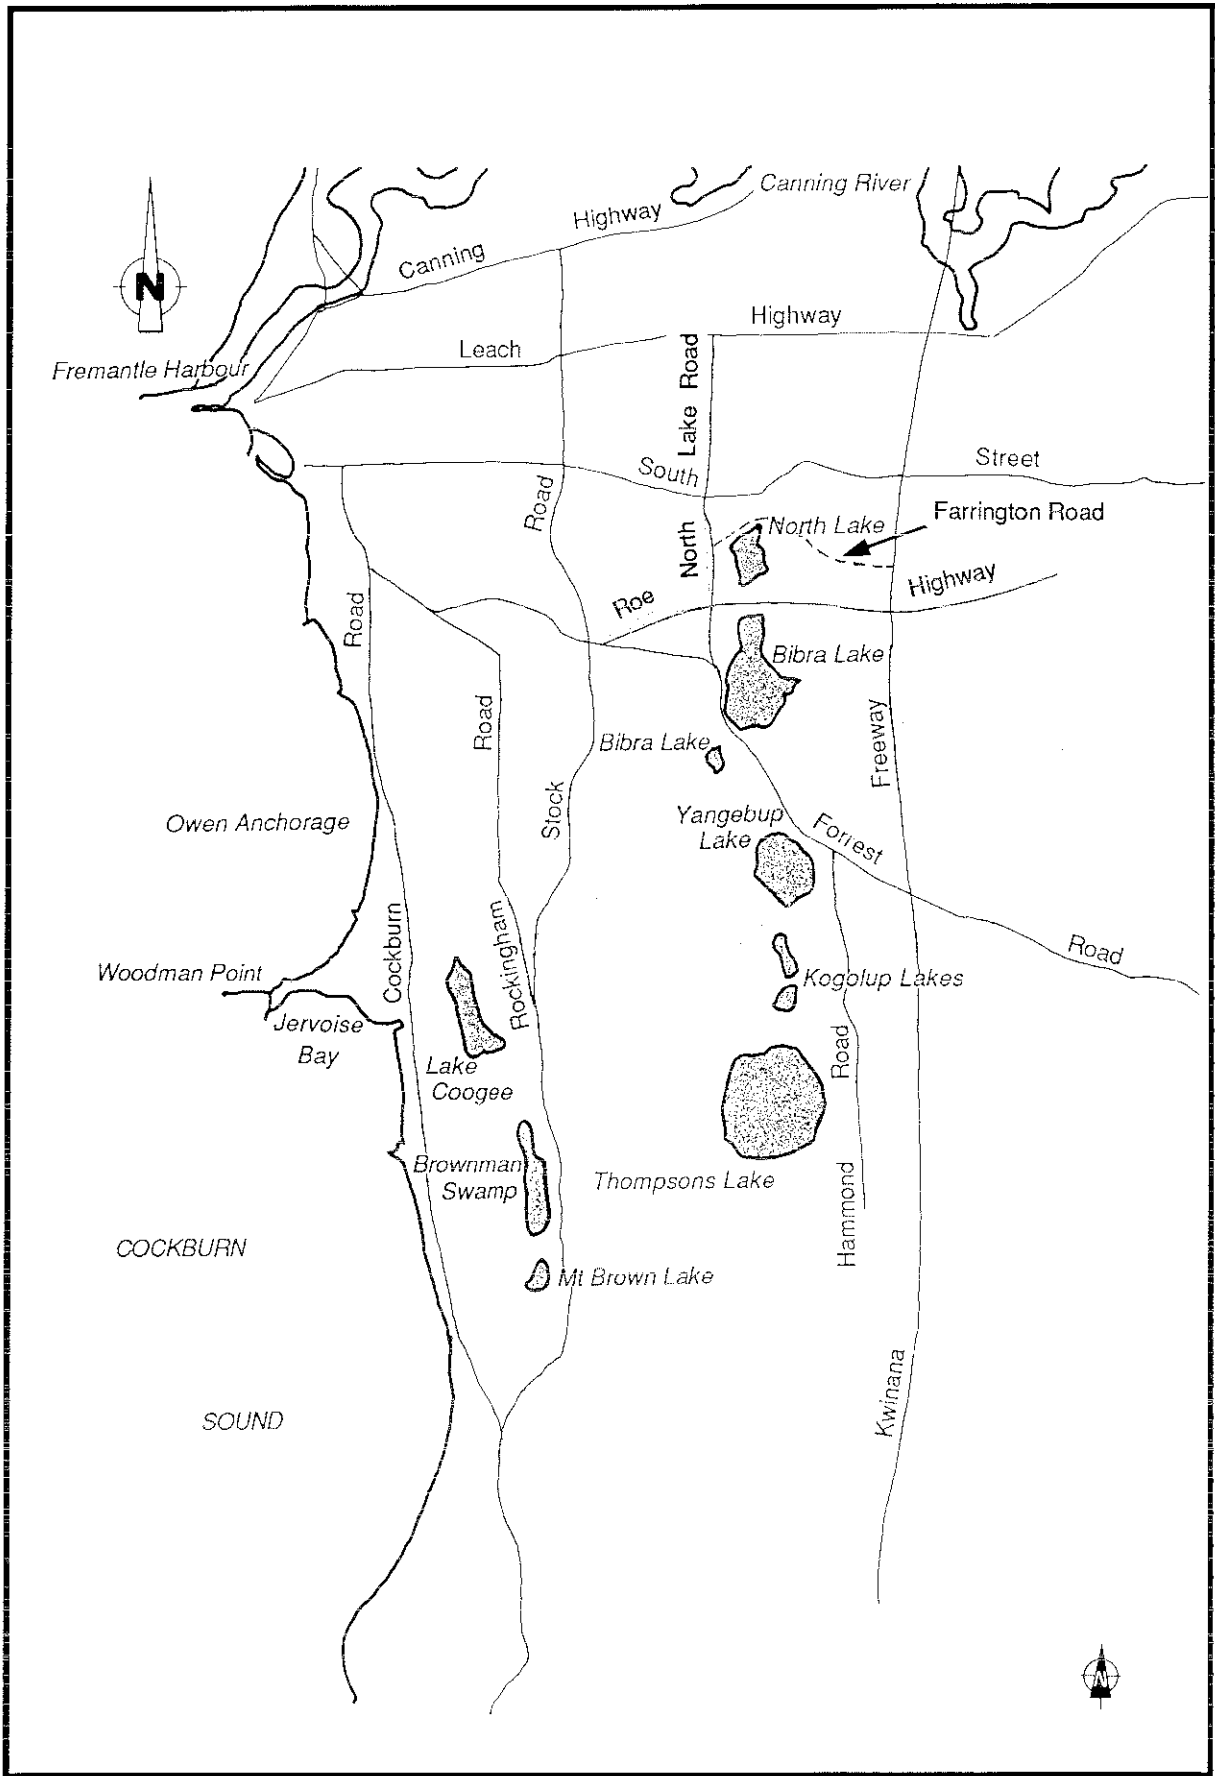 Canning River
Highway
Canning
N
Highway
Leach
Fremantle Harbour
North Lake Road
South
Street
Road
North Lake
Farrington Road
Highway
Roe
Road
Bibra Lake
Road
Bibra Lake
Freeway
Stock
Yangebup
Lake
Forrest
Owen Anchorage
Cockburn
Rockingham
Road
Woodman Point
Kogolup Lakes
Jervoise
Bay
Road
Lake
Coogee
Brownman
Swamp
Thompsons Lake
Hammond
COCKBURN
Mt Brown Lake
Kwinana
SOUND
N